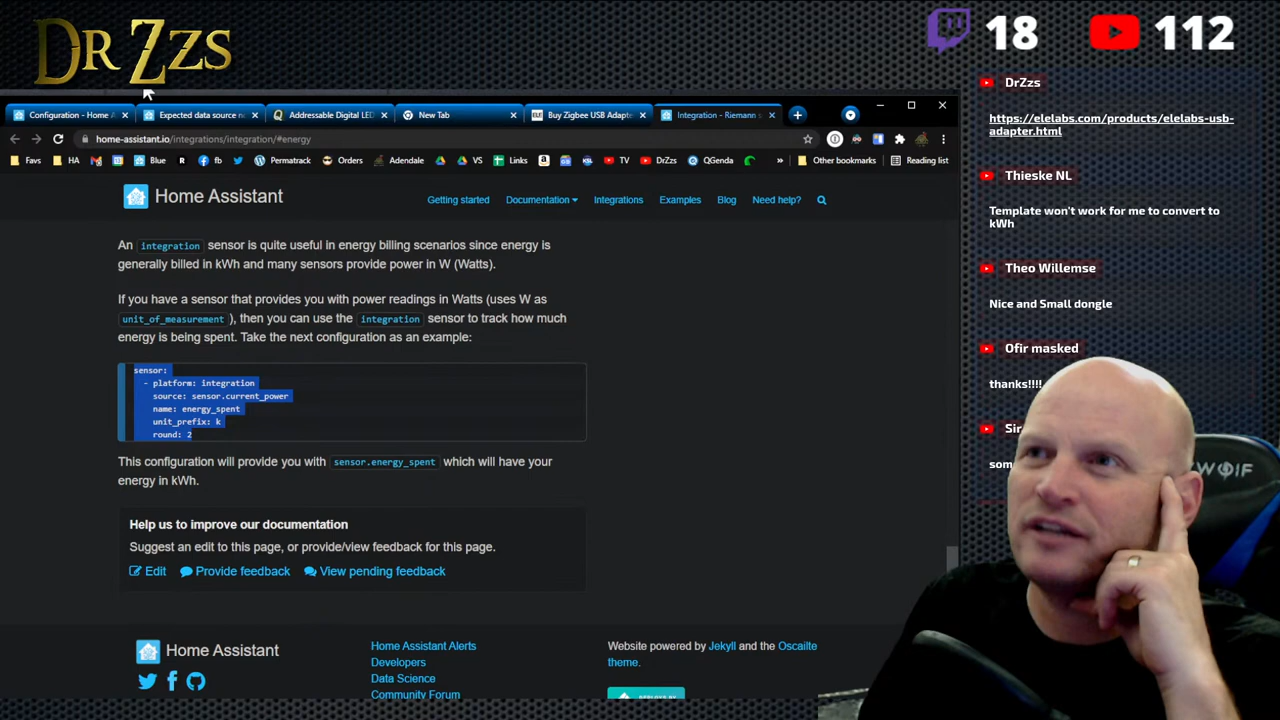 DR ZZS
18
112
Configuration - Home A
Expected data source n
Addressable Digital LED
New Tab
Buy Zigbee USB Adapte
Integration - Riemann s
home-assistant.io/integrations/integration/#energy
Favs
HA
Blue
R
fb
Permatrack
Orders
Adendale
VS
Links
TV
DrZzs
QGenda
»
Other bookmarks
Reading list
Home Assistant
Getting started
Documentation
Integrations
Examples
Blog
Need help?
An integration sensor is quite useful in energy billing scenarios since energy is
generally billed in kWh and many sensors provide power in W (Watts).
If you have a sensor that provides you with power readings in Watts (uses W as
unit_of_measurement ), then you can use the integration sensor to track how much
energy is being spent. Take the next configuration as an example:
sensor:
- platform: integration
source: sensor.current_power
name: energy_spent
unit_prefix: k
round: 2
This configuration will provide you with sensor.energy_spent which will have your
energy in kWh.
Help us to improve our documentation
Suggest an edit to this page, or provide/view feedback for this page.
Edit
Provide feedback
View pending feedback
Home Assistant
Home Assistant Alerts
Developers
Data Science
Community Forum
Website powered by Jekyll and the Oscailte
theme.
DrZzs
https://elelabs.com/products/elelabs-usb-
adapter.html
Thieske NL
Template won't work for me to convert to
kWh
Theo Willemse
Nice and Small dongle
Ofir masked
thanks!!!!
Sir
som